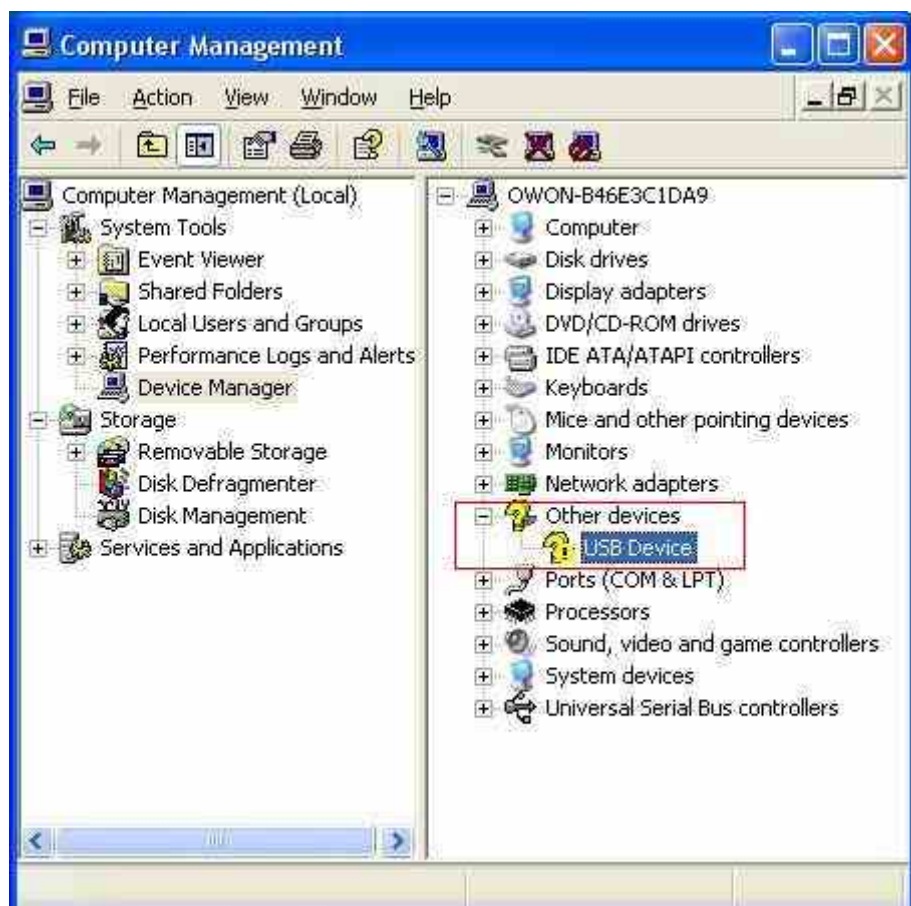 Computer Management
File Action View Window Help
Computer Management (Local)
System Tools
Event Viewer
Shared Folders
Local Users and Groups
Performance Logs and Alerts
Device Manager
Storage
Removable Storage
Disk Defragmenter
Disk Management
Services and Applications
OWON-B46E3C1DA9
Computer
Disk drives
Display adapters
DVD/CD-ROM drives
IDE ATA/ATAPI controllers
Keyboards
Mice and other pointing devices
Monitors
Network adapters
Other devices
USB Device
Ports (COM & LPT)
Processors
Sound, video and game controllers
System devices
Universal Serial Bus controllers